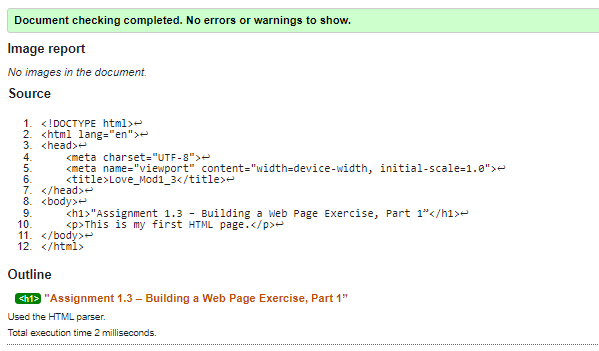 Document checking completed. No errors or warnings to show.
Image report
No images in the document.
Source
1. <!DOCTYPE html>↩
2. <html lang="en">↩
3. <head>↩
4.     <meta charset="UTF-8">↩
5.     <meta name="viewport" content="width=device-width, initial-scale=1.0">↩
6.     <title>Love_Mod1_3</title>↩
7. </head>↩
8. <body>↩
9.     <h1>"Assignment 1.3 – Building a Web Page Exercise, Part 1”</h1>↩
10.     <p>This is my first HTML page.</p>↩
11. </body>↩
12. </html>
Outline
<h1> "Assignment 1.3 – Building a Web Page Exercise, Part 1”
Used the HTML parser.
Total execution time 2 milliseconds.